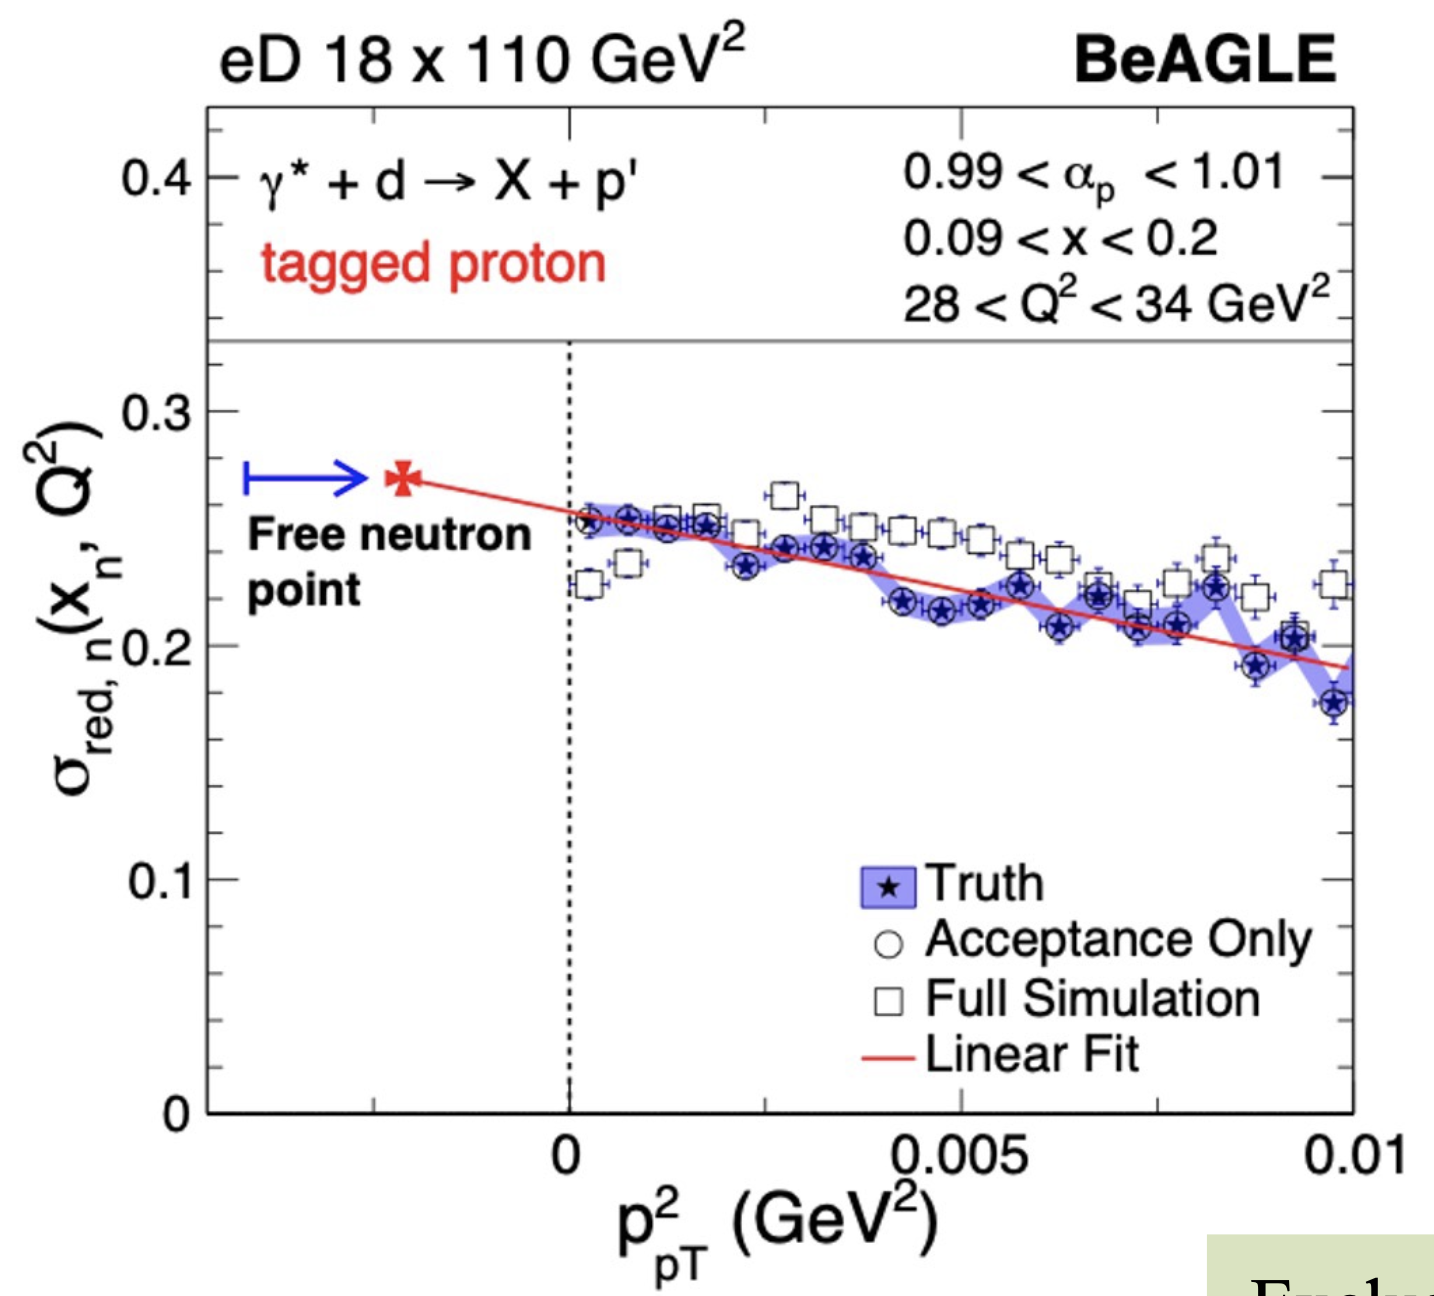 eD 18 x 110 GeV² BeAGLE
γ* + d → X + p'
tagged proton
0.99 < αp < 1.01
0.09 < x < 0.2
28 < Q² < 34 GeV²
0.4
0.3
0.2
0.1
0
σred, n(xn, Q²)
Free neutron
point
Truth
Acceptance Only
Full Simulation
Linear Fit
0 0.005 0.01
p²pT (GeV²)